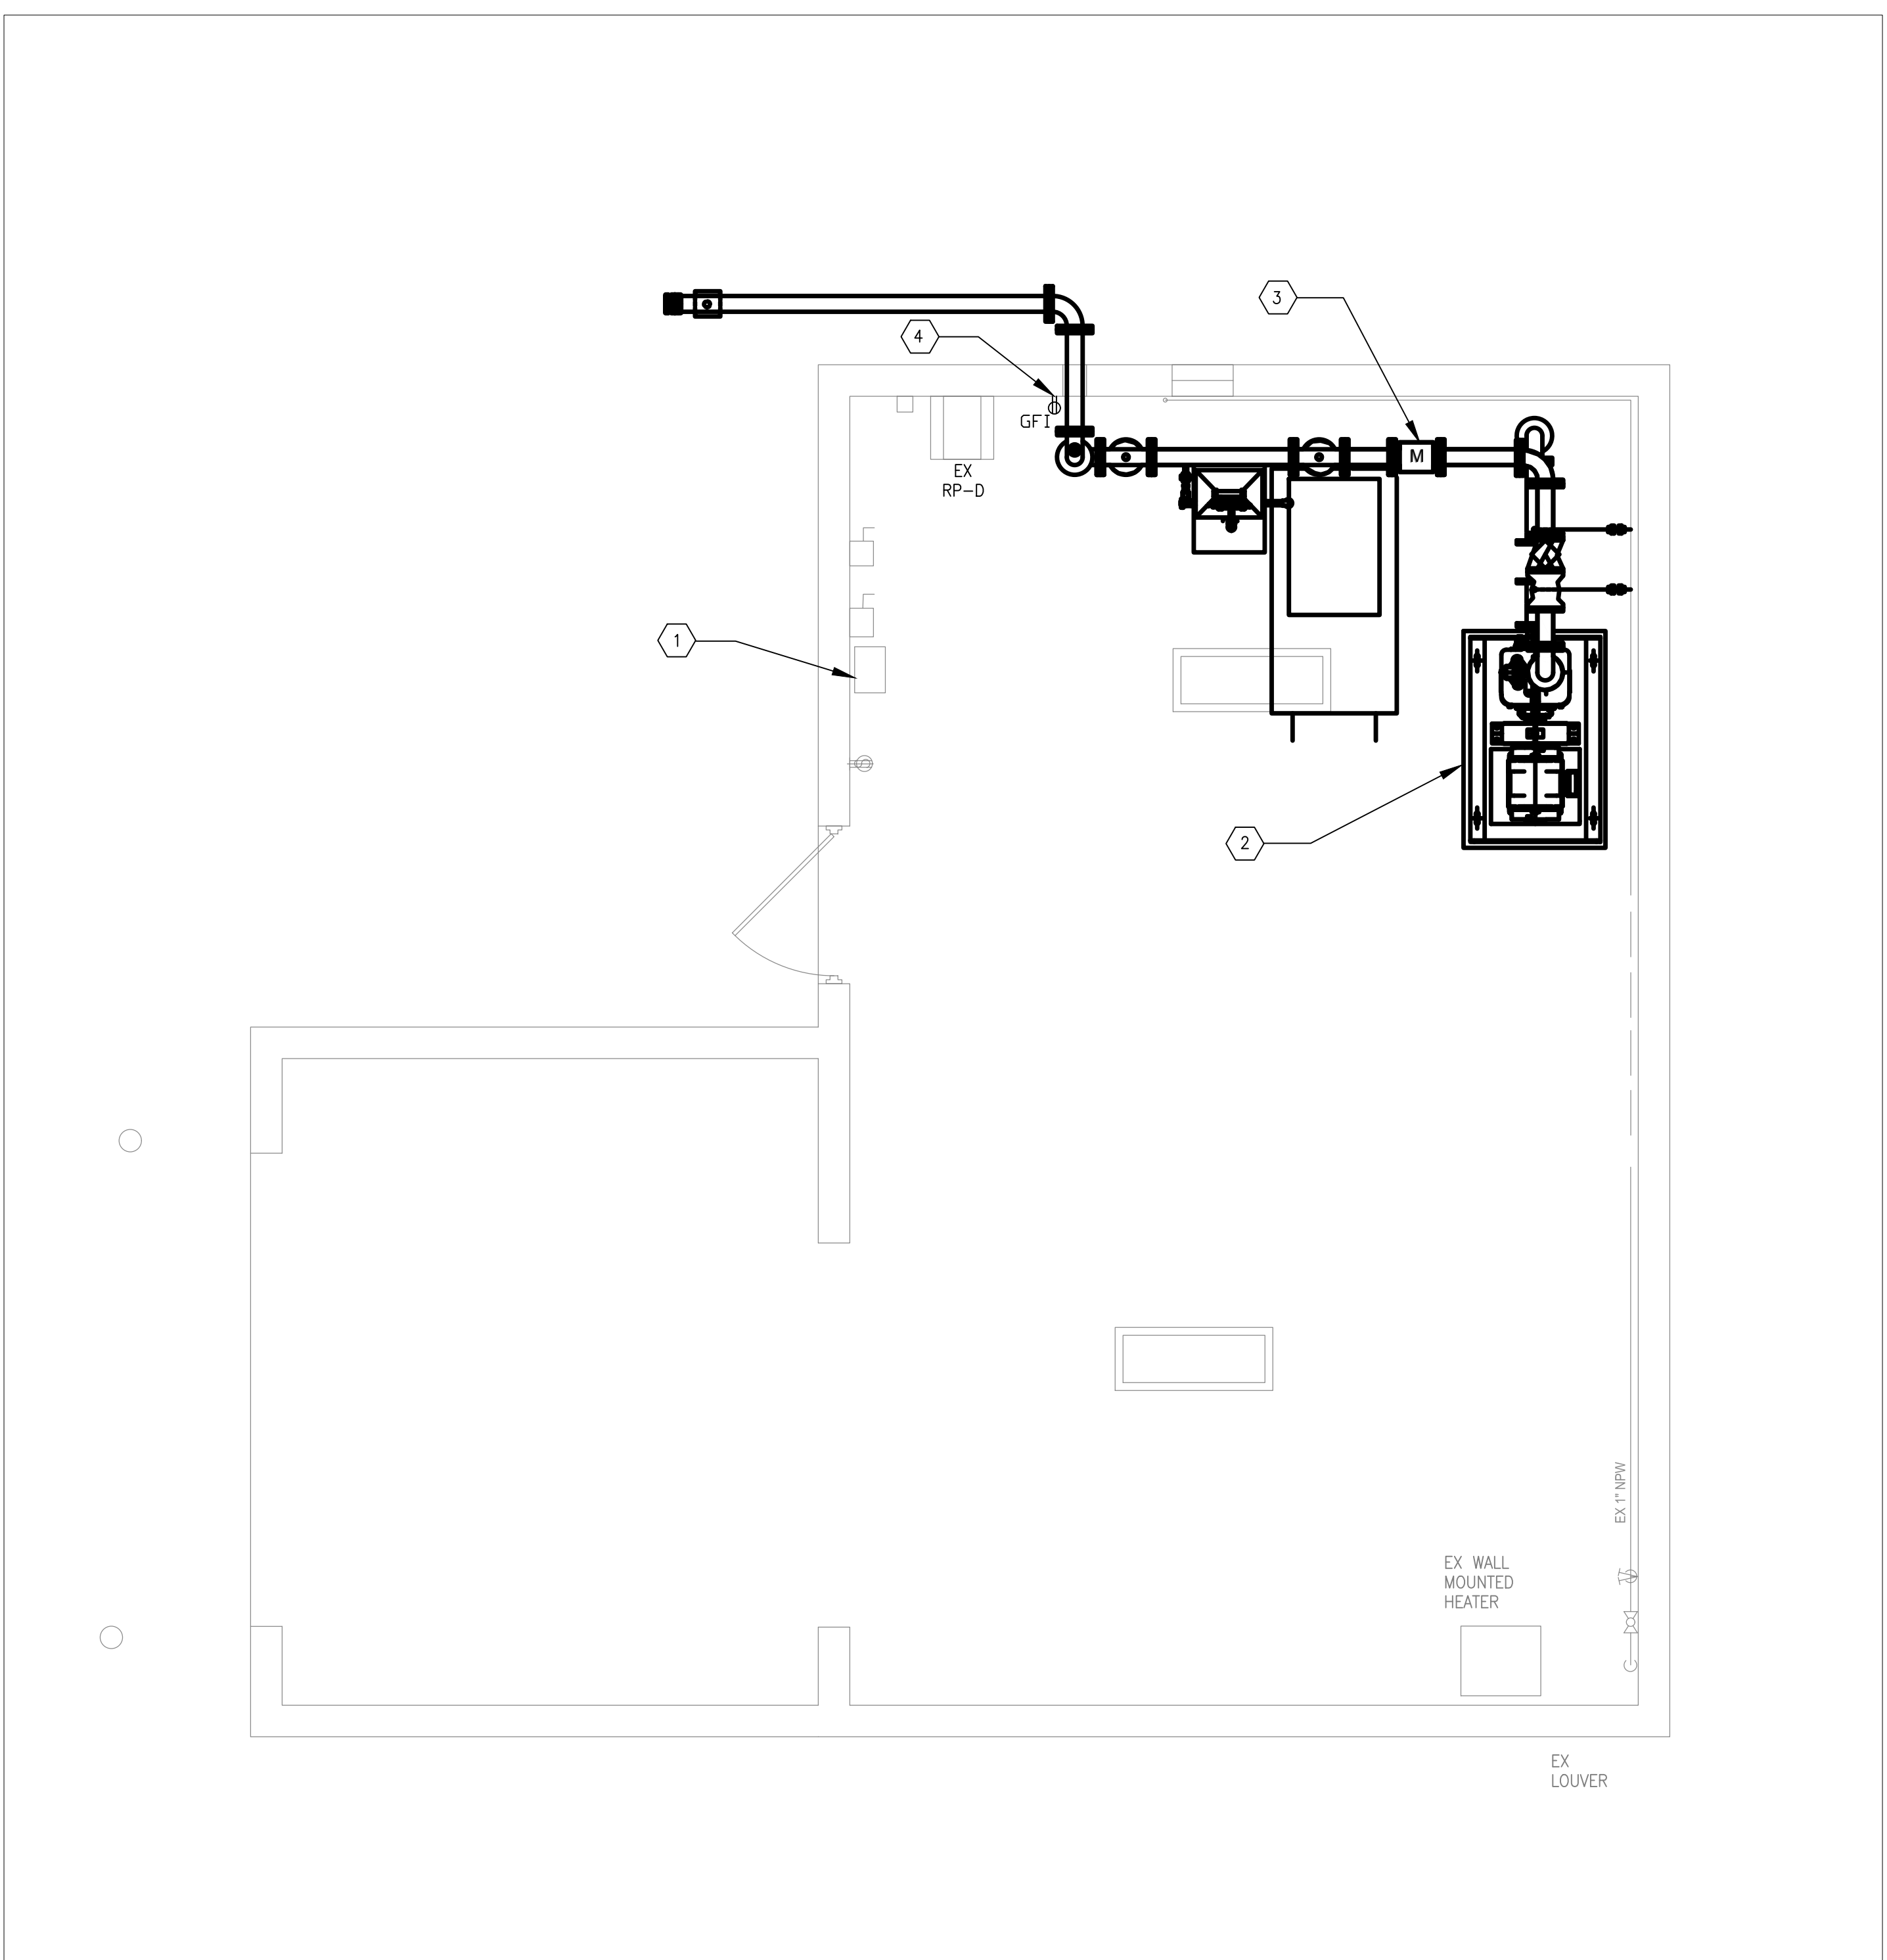 3
4
GFI
M
EX
RP-D
1
2
EX 1" NPW
EX WALL
MOUNTED
HEATER
EX
LOUVER